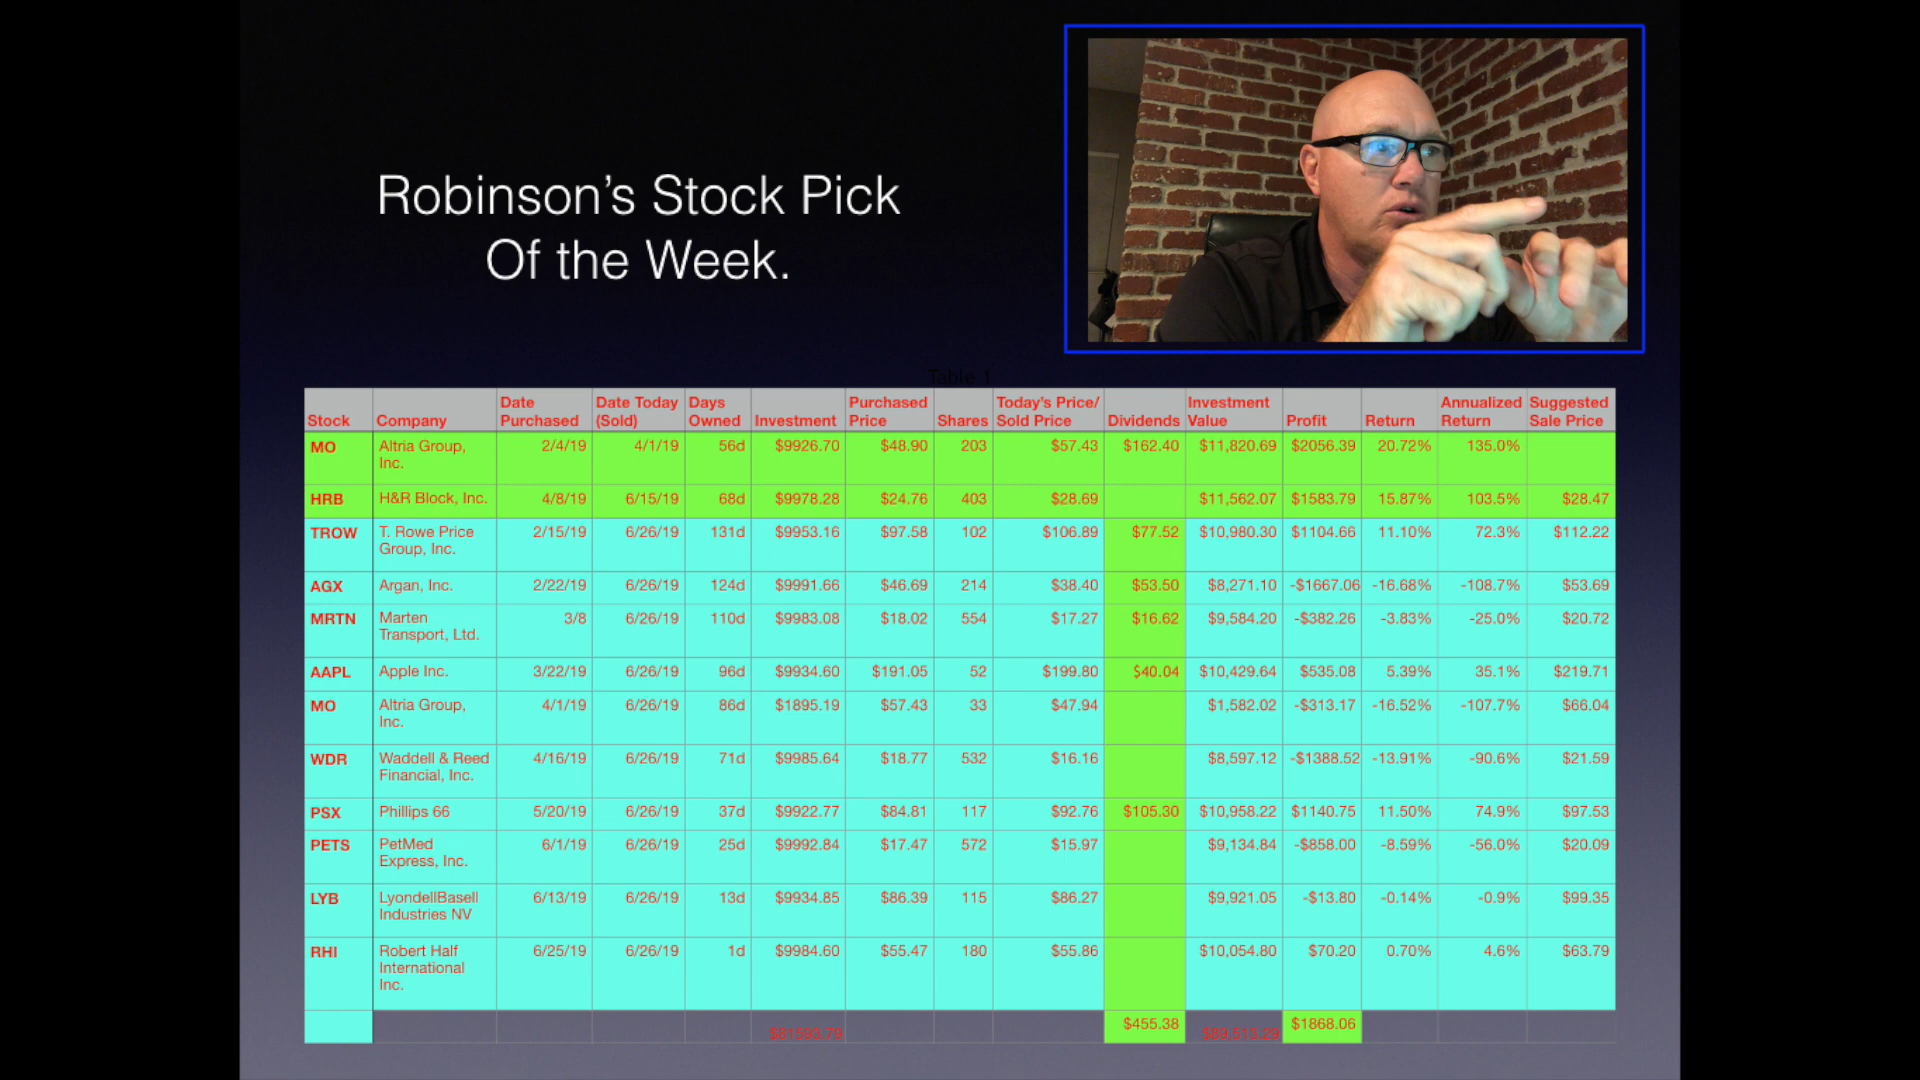 Robinson's Stock Pick
Of the Week.
Table 1
Stock Company Date Purchased Date Today (Sold) Days Owned Investment Purchased Price Shares Today's Price/ Sold Price Dividends Investment Value Profit Return Annualized Return Suggested Sale Price
MO Altria Group, Inc. 2/4/19 4/1/19 56d $9926.70 $48.90 203 $57.43 $162.40 $11,820.69 $2056.39 20.72% 135.0%
HRB H&R Block, Inc. 4/8/19 6/15/19 68d $9978.28 $24.76 403 $28.69 $11,562.07 $1583.79 15.87% 103.5% $28.47
TROW T. Rowe Price Group, Inc. 2/15/19 6/26/19 131d $9953.16 $97.58 102 $106.89 $77.52 $10,980.30 $1104.66 11.10% 72.3% $112.22
AGX Argan, Inc. 2/22/19 6/26/19 124d $9991.66 $46.69 214 $38.40 $53.50 $8,271.10 -$1667.06 -16.68% -108.7% $53.69
MRTN Marten Transport, Ltd. 3/8 6/26/19 110d $9983.08 $18.02 554 $17.27 $16.62 $9,584.20 -$382.26 -3.83% -25.0% $20.72
AAPL Apple Inc. 3/22/19 6/26/19 96d $9934.60 $191.05 52 $199.80 $40.04 $10,429.64 $535.08 5.39% 35.1% $219.71
MO Altria Group, Inc. 4/1/19 6/26/19 86d $1895.19 $57.43 33 $47.94 $1,582.02 -$313.17 -16.52% -107.7% $66.04
WDR Waddell & Reed Financial, Inc. 4/16/19 6/26/19 71d $9985.64 $18.77 532 $16.16 $8,597.12 -$1388.52 -13.91% -90.6% $21.59
PSX Phillips 66 5/20/19 6/26/19 37d $9922.77 $84.81 117 $92.76 $105.30 $10,958.22 $1140.75 11.50% 74.9% $97.53
PETS PetMed Express, Inc. 6/1/19 6/26/19 25d $9992.84 $17.47 572 $15.97 $9,134.84 -$858.00 -8.59% -56.0% $20.09
LYB LyondellBasell Industries NV 6/13/19 6/26/19 13d $9934.85 $86.39 115 $86.27 $9,921.05 -$13.80 -0.14% -0.9% $99.35
RHI Robert Half International Inc. 6/25/19 6/26/19 1d $9984.60 $55.47 180 $55.86 $10,054.80 $70.20 0.70% 4.6% $63.79
$455.38 $1868.06